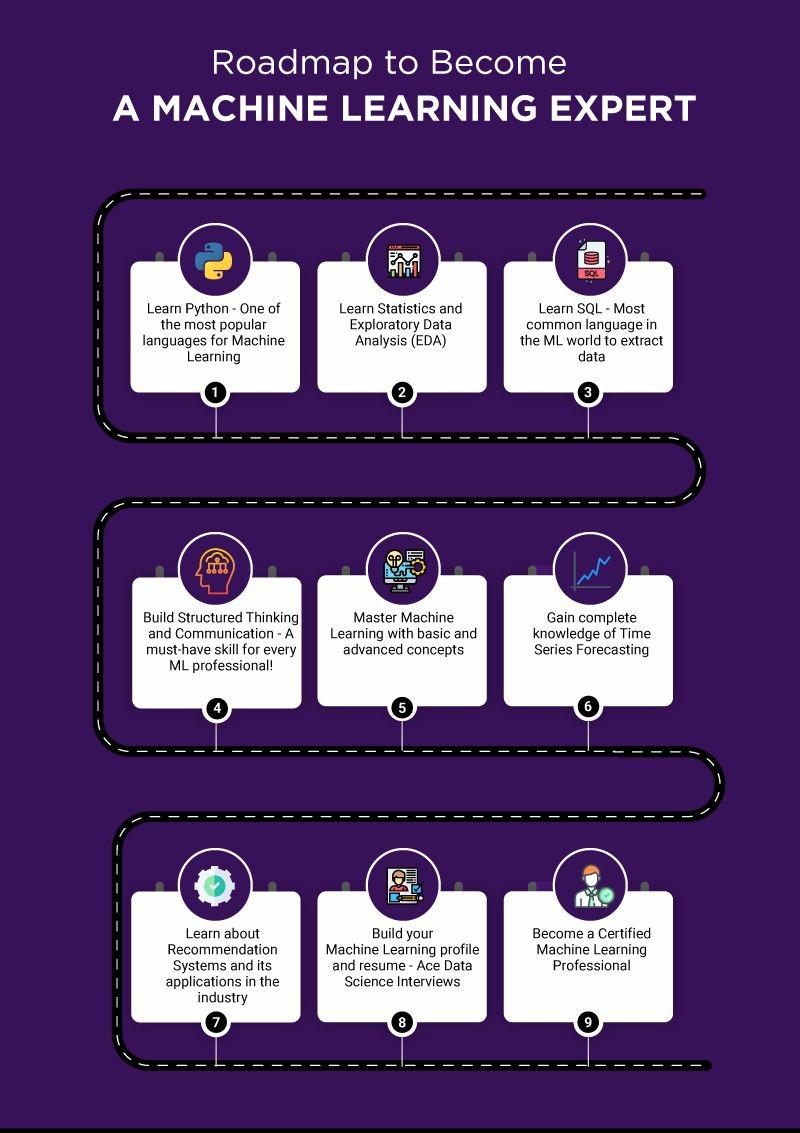 Roadmap to Become
A MACHINE LEARNING EXPERT
Learn Python - One of
the most popular
languages for Machine
Learning
1
Learn Statistics and
Exploratory Data
Analysis (EDA)
2
SQL
Learn SQL - Most
common language in
the ML world to extract
data
3
Build Structured Thinking
and Communication - A
must-have skill for every
ML professional!
4
Master Machine
Learning with basic and
advanced concepts
5
Gain complete
knowledge of Time
Series Forecasting
6
Learn about
Recommendation
Systems and its
applications in the
industry
7
Build your
Machine Learning profile
and resume - Ace Data
Science Interviews
8
Become a Certified
Machine Learning
Professional
9